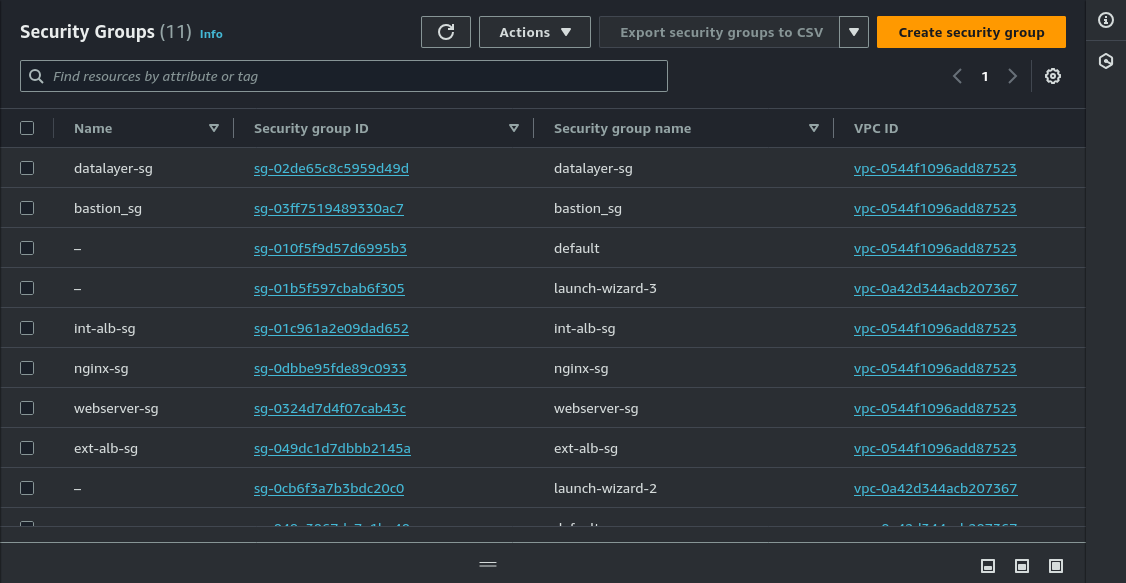 Security Groups (11) Info
Actions
Export security groups to CSV
Create security group
Find resources by attribute or tag
1
Name Security group ID Security group name VPC ID
datalayer-sg sg-02de65c8c5959d49d datalayer-sg vpc-0544f1096add87523
bastion_sg sg-03ff7519489330ac7 bastion_sg vpc-0544f1096add87523
– sg-010f5f9d57d6995b3 default vpc-0544f1096add87523
– sg-01b5f597cbab6f305 launch-wizard-3 vpc-0a42d344acb207367
int-alb-sg sg-01c961a2e09dad652 int-alb-sg vpc-0544f1096add87523
nginx-sg sg-0dbbe95fde89c0933 nginx-sg vpc-0544f1096add87523
webserver-sg sg-0324d7d4f07cab43c webserver-sg vpc-0544f1096add87523
ext-alb-sg sg-049dc1d7dbbb2145a ext-alb-sg vpc-0544f1096add87523
– sg-0cb6f3a7b3bdc20c0 launch-wizard-2 vpc-0a42d344acb207367